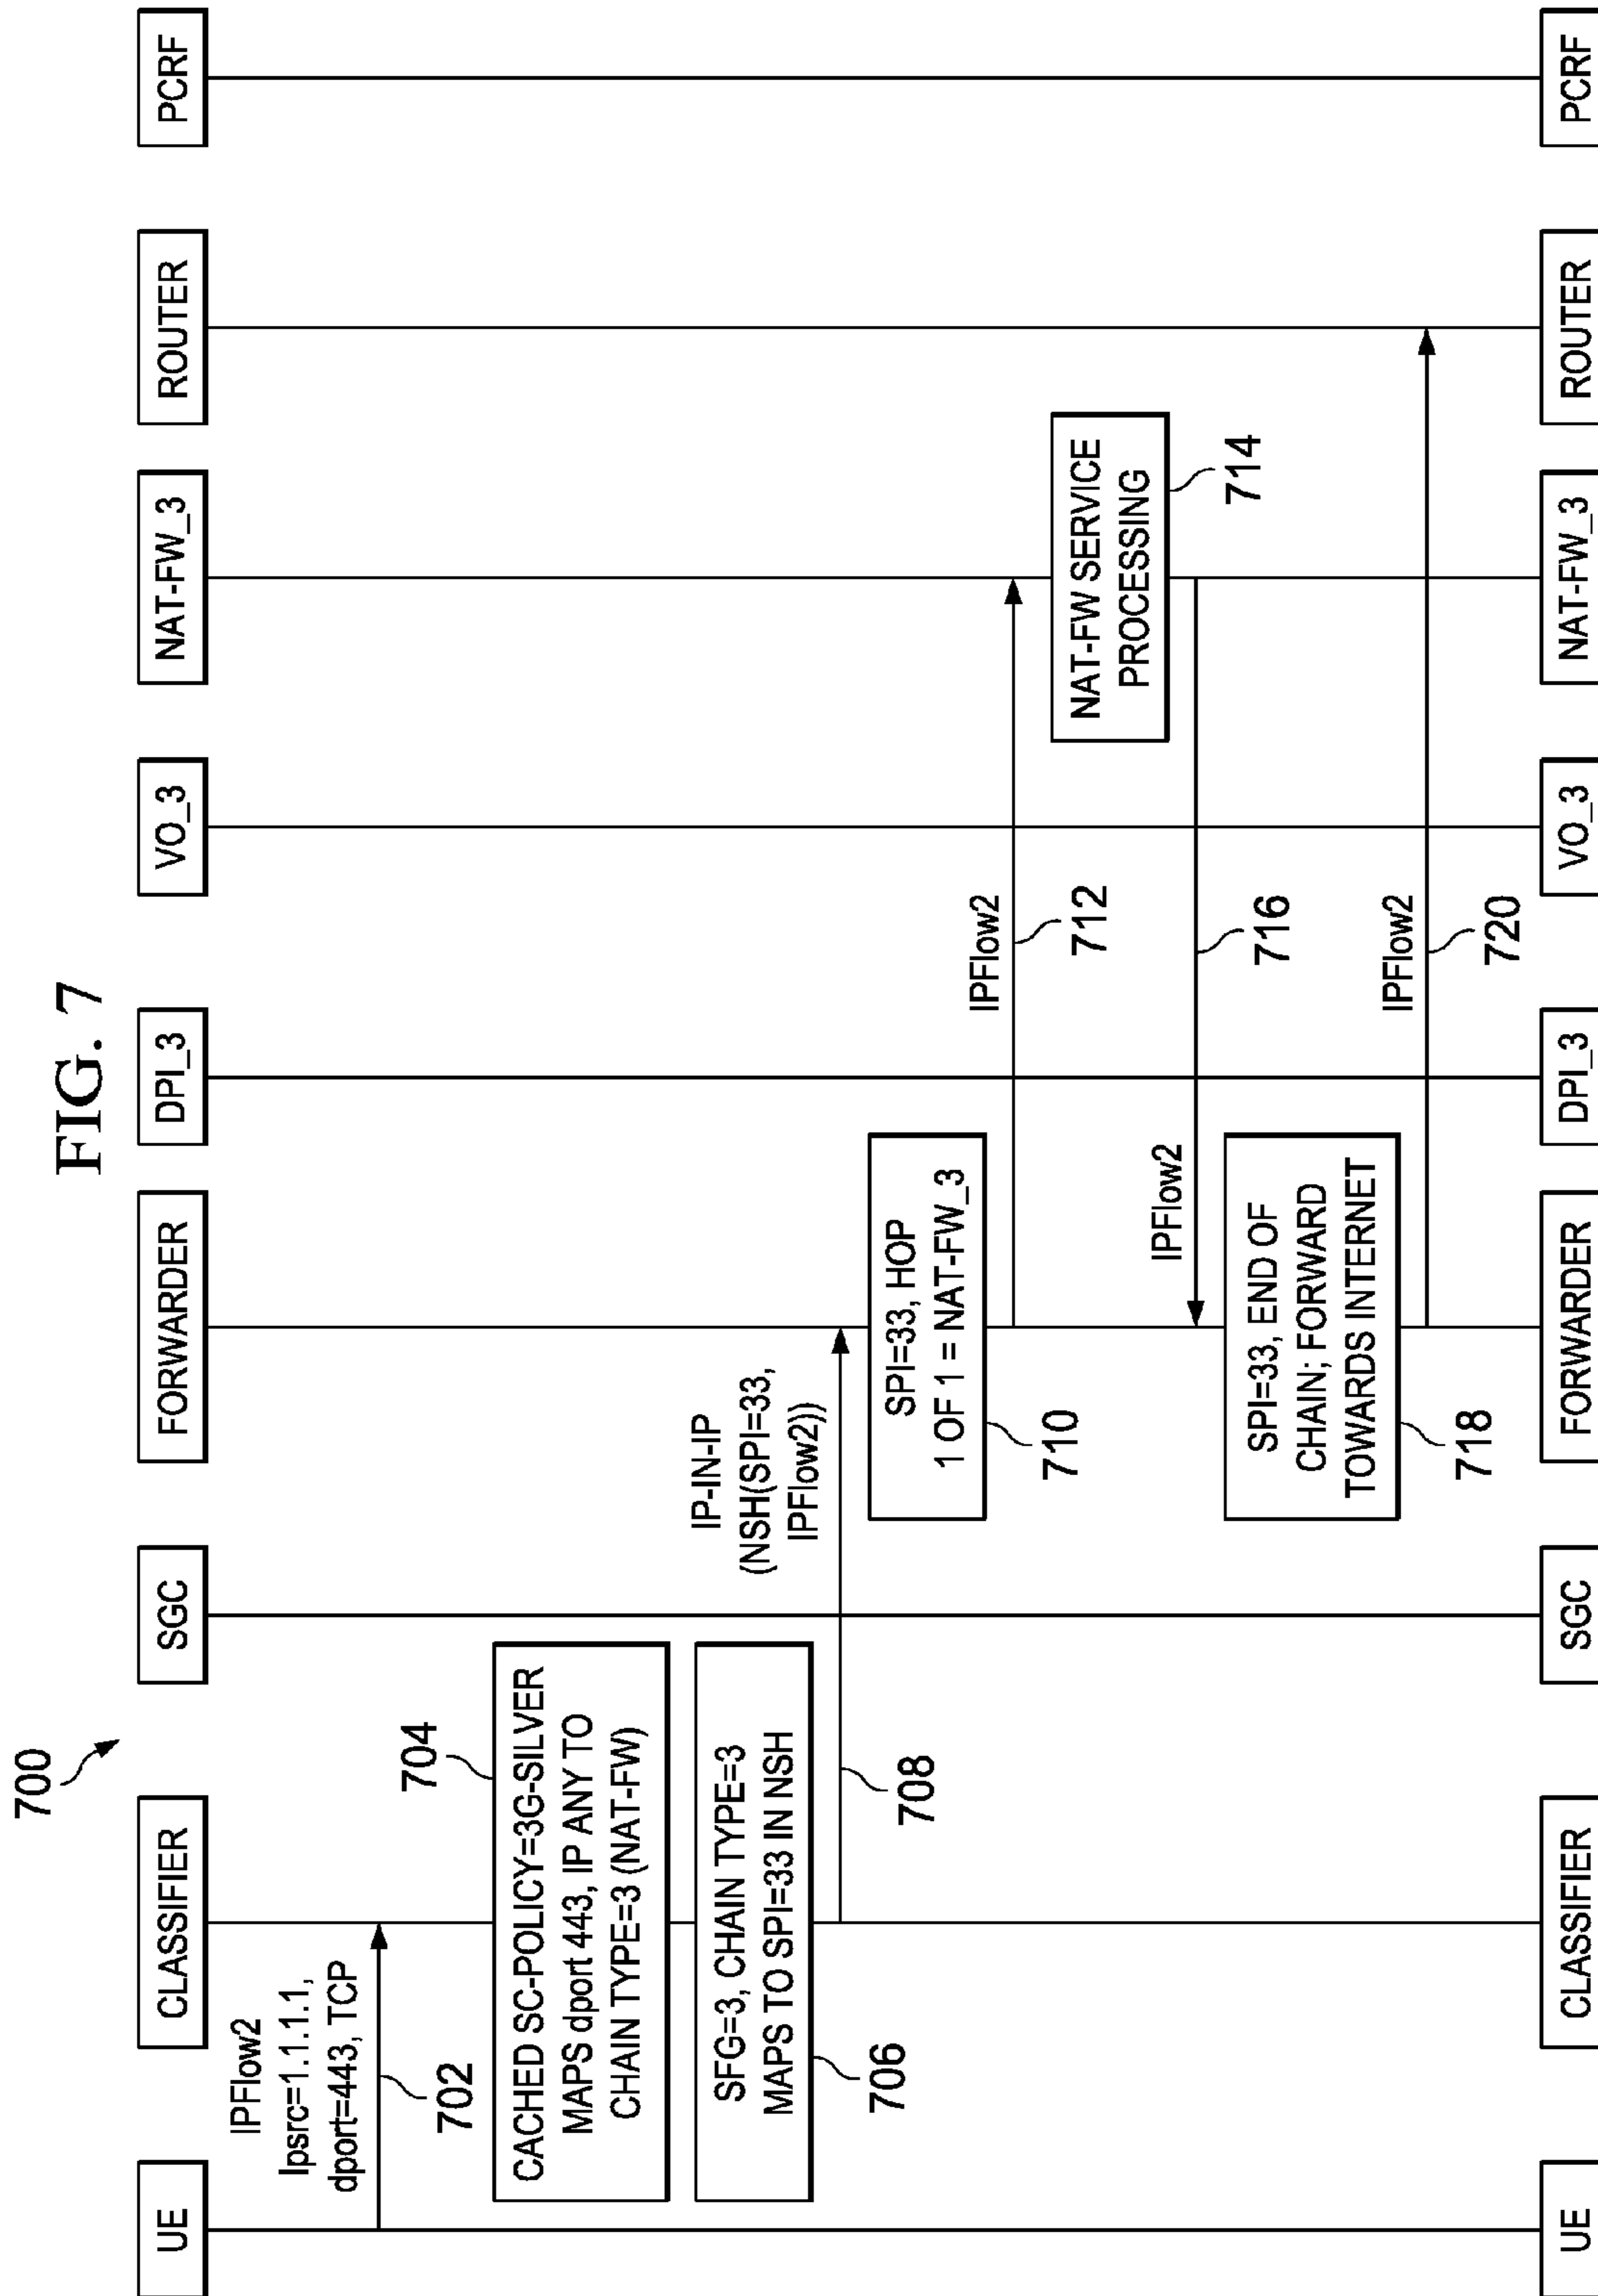 FIG. 7
700
UE
CLASSIFIER
SGC
FORWARDER
DPI_3
VO_3
NAT-FW_3
ROUTER
PCRF
IPFlow2
Ipsrc=1.1.1.1,
dport=443, TCP
702
704
CACHED SC-POLICY=3G-SILVER
MAPS dport 443, IP ANY TO
CHAIN TYPE=3 (NAT-FW)
SFG=3, CHAIN TYPE=3
MAPS TO SPI=33 IN NSH
706
IP-IN-IP
(NSH(SPI=33,
IPFlow2))
708
SPI=33, HOP
1 OF 1 = NAT-FW_3
710
IPFlow2
712
NAT-FW SERVICE
PROCESSING
714
IPFlow2
716
SPI=33, END OF
CHAIN; FORWARD
TOWARDS INTERNET
718
IPFlow2
720
UE
CLASSIFIER
SGC
FORWARDER
DPI_3
VO_3
NAT-FW_3
ROUTER
PCRF